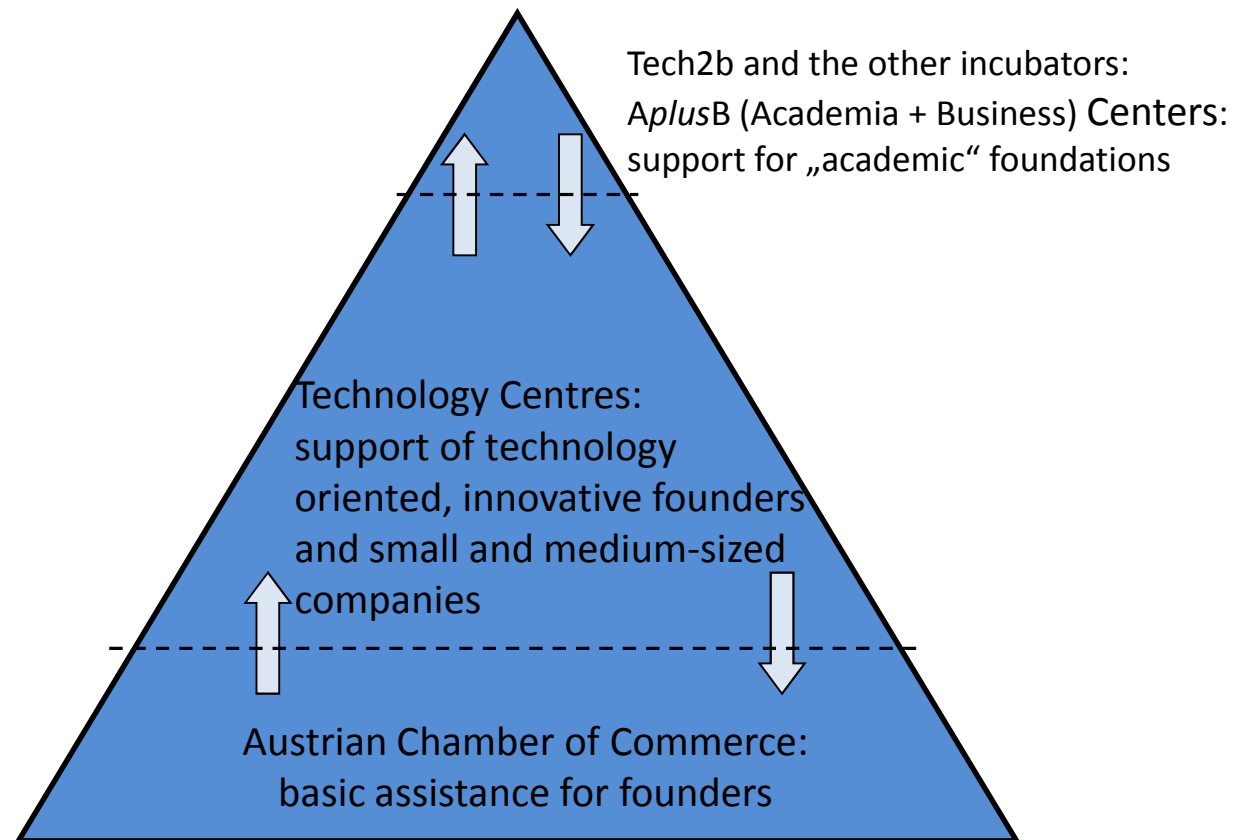 Tech2b and the other incubators:
AplusB (Academia + Business) Centers:
support for „academic“ foundations
Technology Centres:
support of technology
oriented, innovative founders
and small and medium-sized
companies
Austrian Chamber of Commerce:
basic assistance for founders